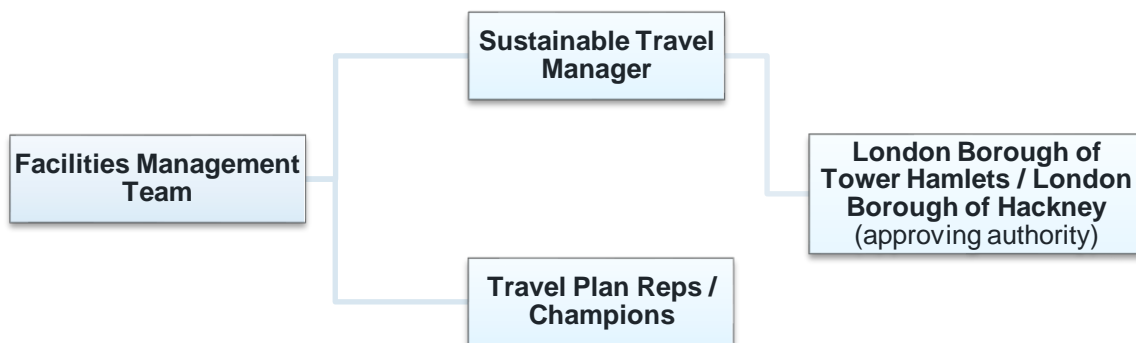 Sustainable Travel
Manager
Facilities Management
Team
London Borough of
Tower Hamlets / London
Borough of Hackney
(approving authority)
Travel Plan Reps /
Champions